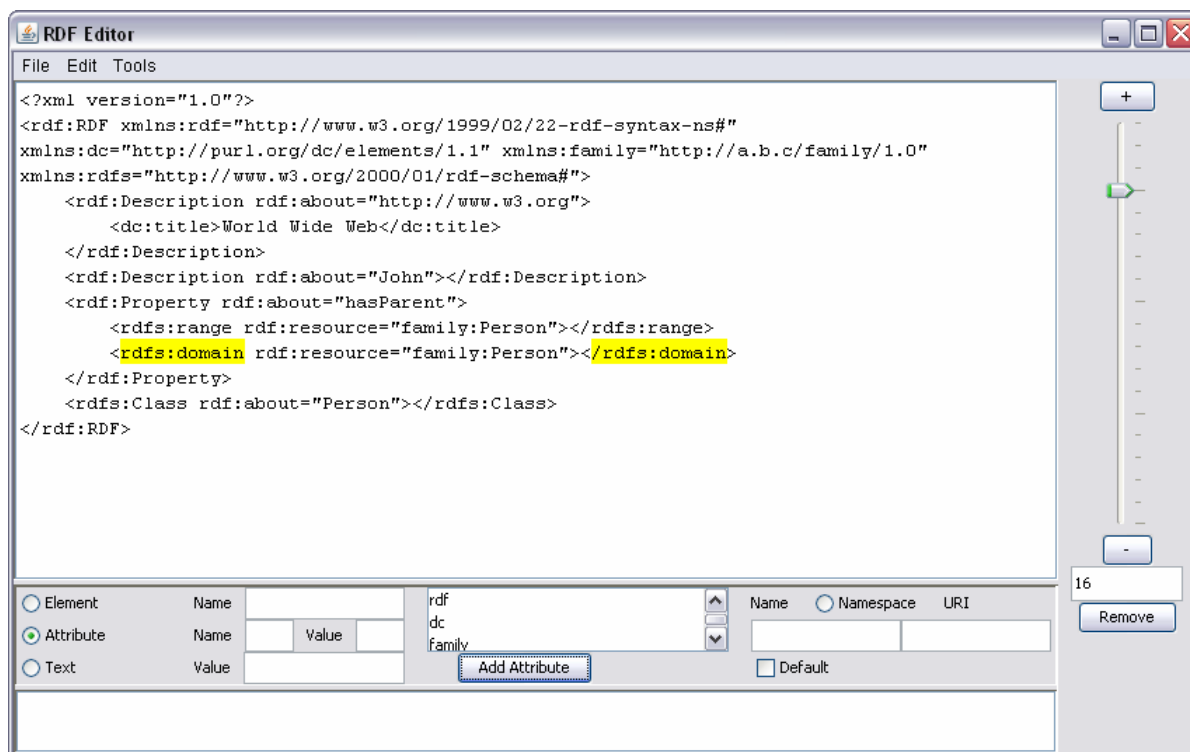 RDF Editor
File Edit Tools
<?xml version="1.0"?>
<rdf:RDF xmlns:rdf="http://www.w3.org/1999/02/22-rdf-syntax-ns#"
xmlns:dc="http://purl.org/dc/elements/1.1" xmlns:family="http://a.b.c/family/1.0"
xmlns:rdfs="http://www.w3.org/2000/01/rdf-schema#">
    <rdf:Description rdf:about="http://www.w3.org">
        <dc:title>World Wide Web</dc:title>
    </rdf:Description>
    <rdf:Description rdf:about="John"></rdf:Description>
    <rdf:Property rdf:about="hasParent">
        <rdfs:range rdf:resource="family:Person"></rdfs:range>
        <rdfs:domain rdf:resource="family:Person"></rdfs:domain>
    </rdf:Property>
    <rdfs:Class rdf:about="Person"></rdfs:Class>
</rdf:RDF>
+
-
16
Remove
Element Name
Attribute Name Value
Text Value
rdf
dc
family
Add Attribute
Name Namespace URI
Default